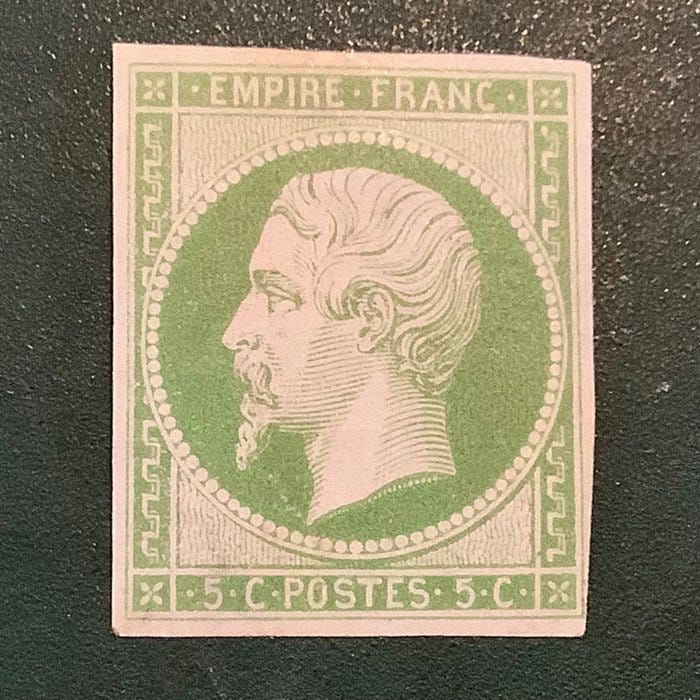 · EMPIRE · FRANC ·
· 5 · C · POSTES · 5 · C ·